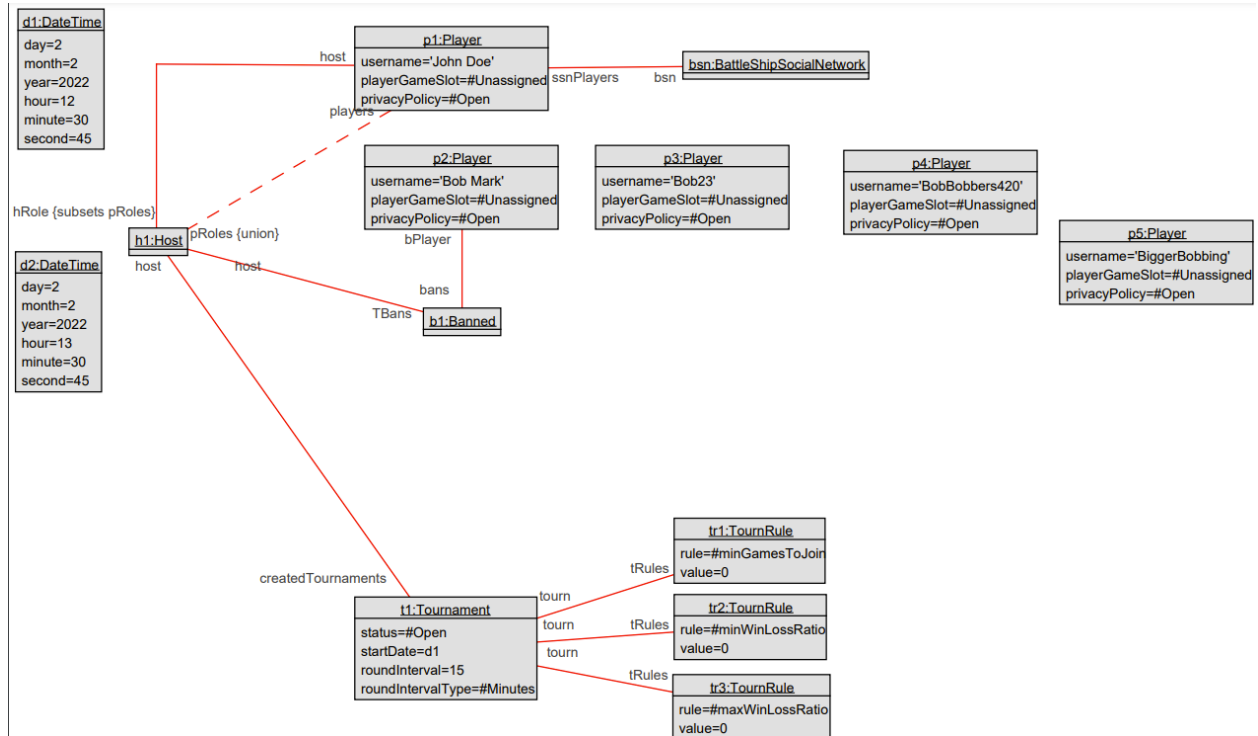 d1:DateTime
day=2
month=2
year=2022
hour=12
minute=30
second=45
host
p1:Player
username='John Doe'
playerGameSlot=#Unassigned
privacyPolicy=#Open
ssnPlayers
bsn
bsn:BattleShipSocialNetwork
players
p2:Player
username='Bob Mark'
playerGameSlot=#Unassigned
privacyPolicy=#Open
p3:Player
username='Bob23'
playerGameSlot=#Unassigned
privacyPolicy=#Open
p4:Player
username='BobBobbers420'
playerGameSlot=#Unassigned
privacyPolicy=#Open
p5:Player
username='BiggerBobbing'
playerGameSlot=#Unassigned
privacyPolicy=#Open
hRole {subsets pRoles}
pRoles {union}
h1:Host
host
host
bPlayer
bans
TBans
b1:Banned
d2:DateTime
day=2
month=2
year=2022
hour=13
minute=30
second=45
createdTournaments
t1:Tournament
status=#Open
startDate=d1
roundInterval=15
roundIntervalType=#Minutes
tourn
tourn
tourn
tRules
tRules
tRules
tr1:TournRule
rule=#minGamesToJoin
value=0
tr2:TournRule
rule=#minWinLossRatio
value=0
tr3:TournRule
rule=#maxWinLossRatio
value=0